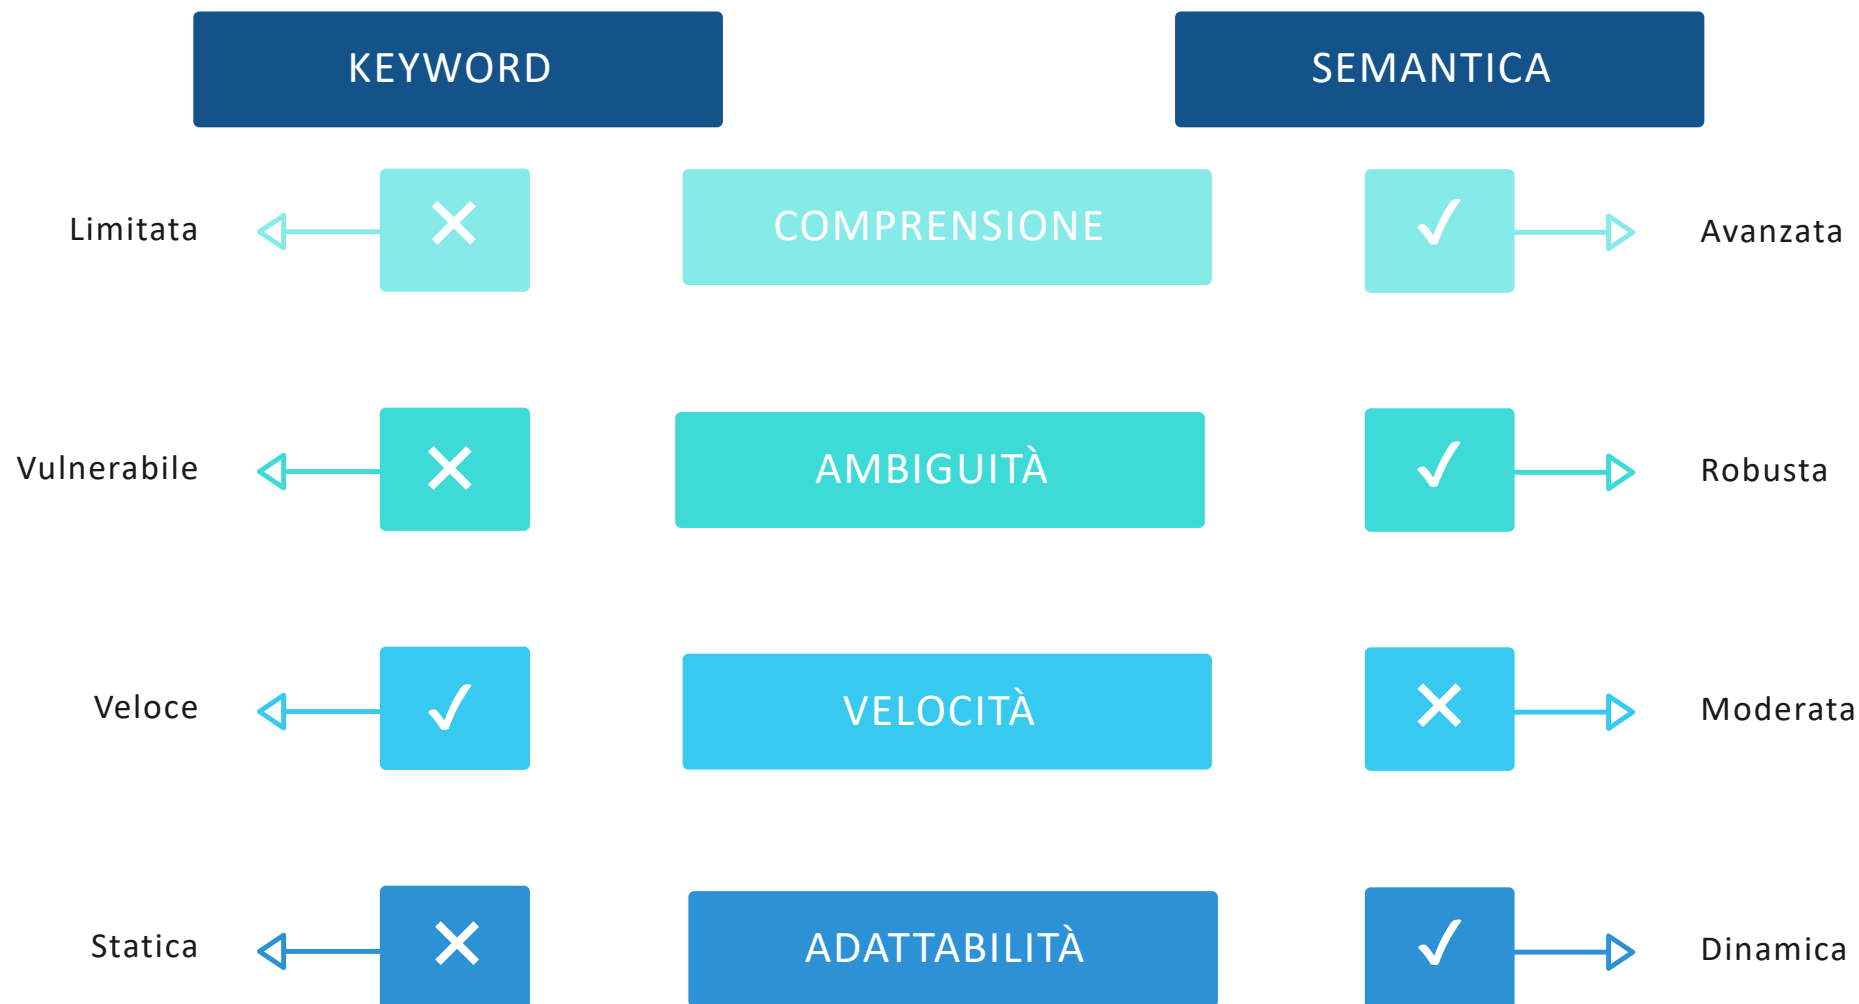 KEYWORD
SEMANTICA
Limitata
COMPRENSIONE
Avanzata
Vulnerabile
AMBIGUITÀ
Robusta
Veloce
VELOCITÀ
Moderata
Statica
ADATTABILITÀ
Dinamica